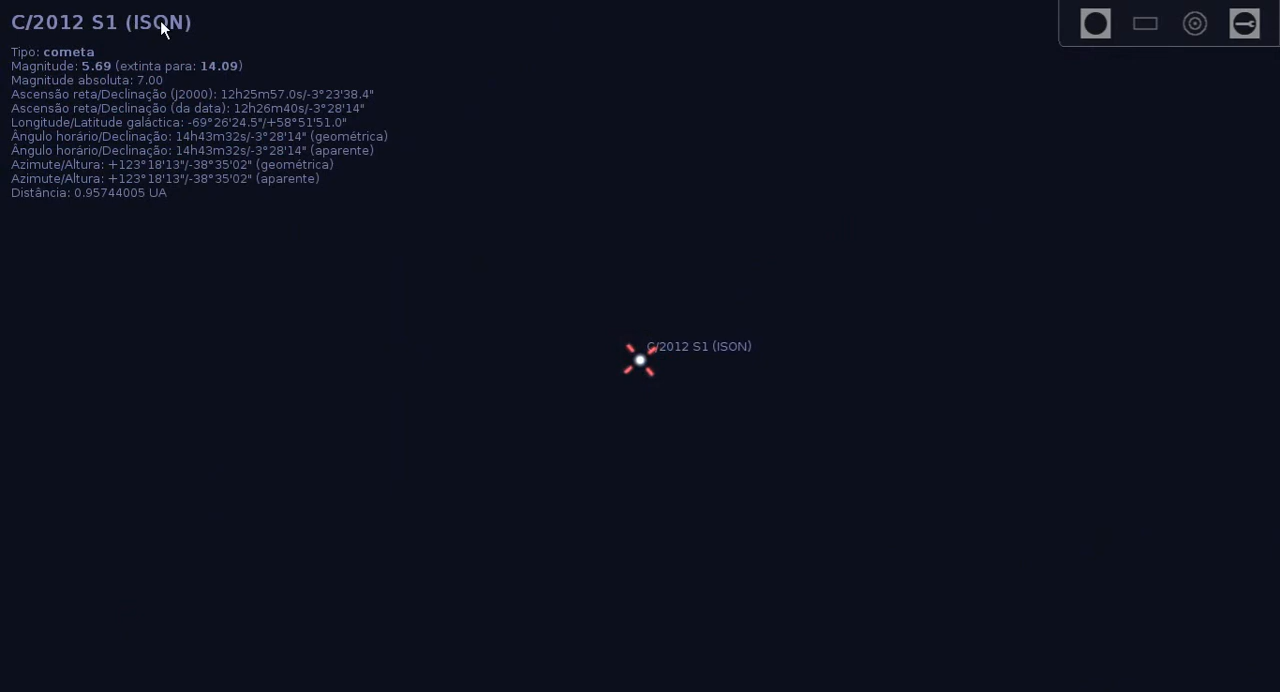 C/2012 S1 (ISON)
Tipo: cometa
Magnitude: 5.69 (extinta para: 14.09)
Magnitude absoluta: 7.00
Ascensão reta/Declinação (J2000): 12h25m57.0s/-3°23'38.4"
Ascensão reta/Declinação (da data): 12h26m40s/-3°28'14"
Longitude/Latitude galáctica: -69°26'24.5"/+58°51'51.0"
Ângulo horário/Declinação: 14h43m32s/-3°28'14" (geométrica)
Ângulo horário/Declinação: 14h43m32s/-3°28'14" (aparente)
Azimute/Altura: +123°18'13"/-38°35'02" (geométrica)
Azimute/Altura: +123°18'13"/-38°35'02" (aparente)
Distância: 0.95744005 UA
C/2012 S1 (ISON)